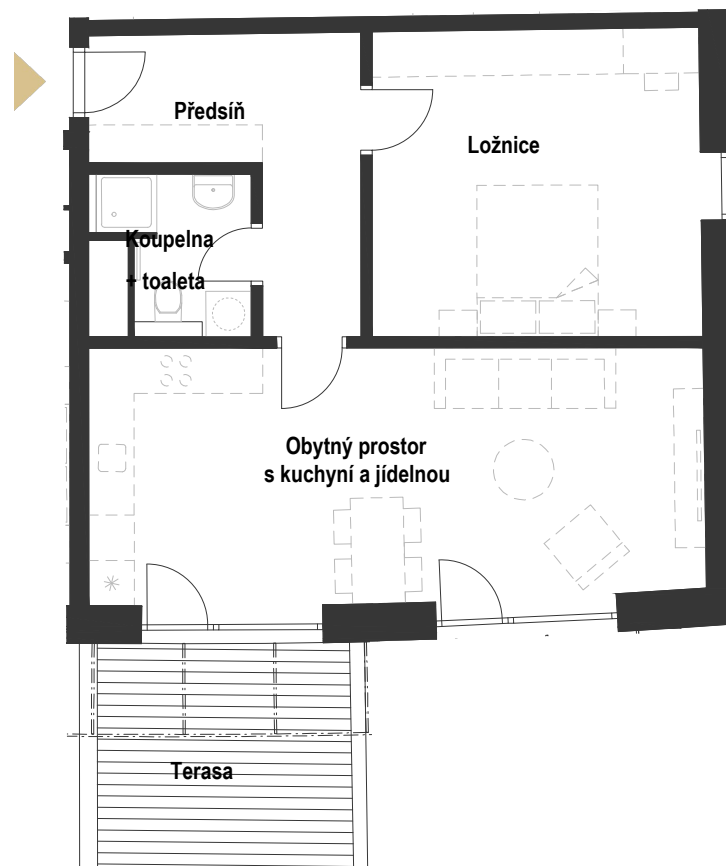 Předsíň
Ložnice
Koupelna
+ toaleta
Obytný prostor
s kuchyní a jídelnou
Terasa